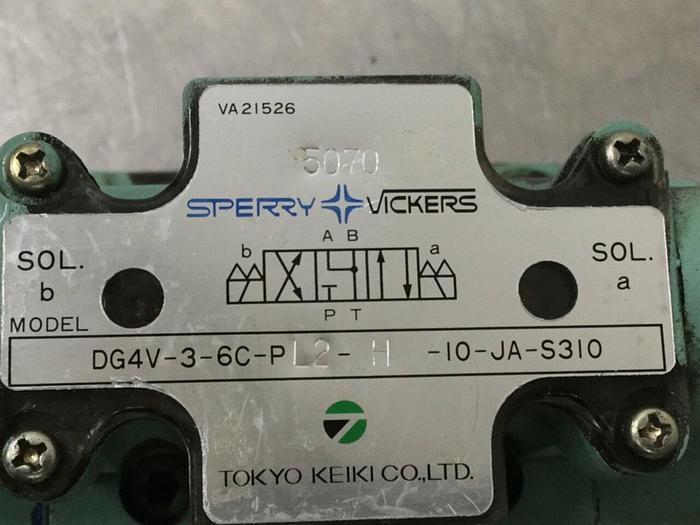 VA21526
5070
SPERRY VICKERS
A B
b a
T
P T
SOL. b
SOL. a
MODEL
DG4V-3-6C-PL2-H-10-JA-S310
TOKYO KEIKI CO.,LTD.